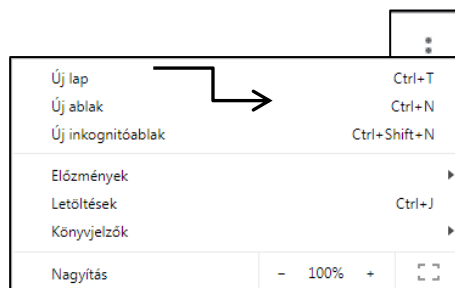 Új lap Ctrl+T
Új ablak Ctrl+N
Új inkognitóablak Ctrl+Shift+N
Előzmények
Letöltések Ctrl+J
Könyvjelzők
Nagyítás - 100% +